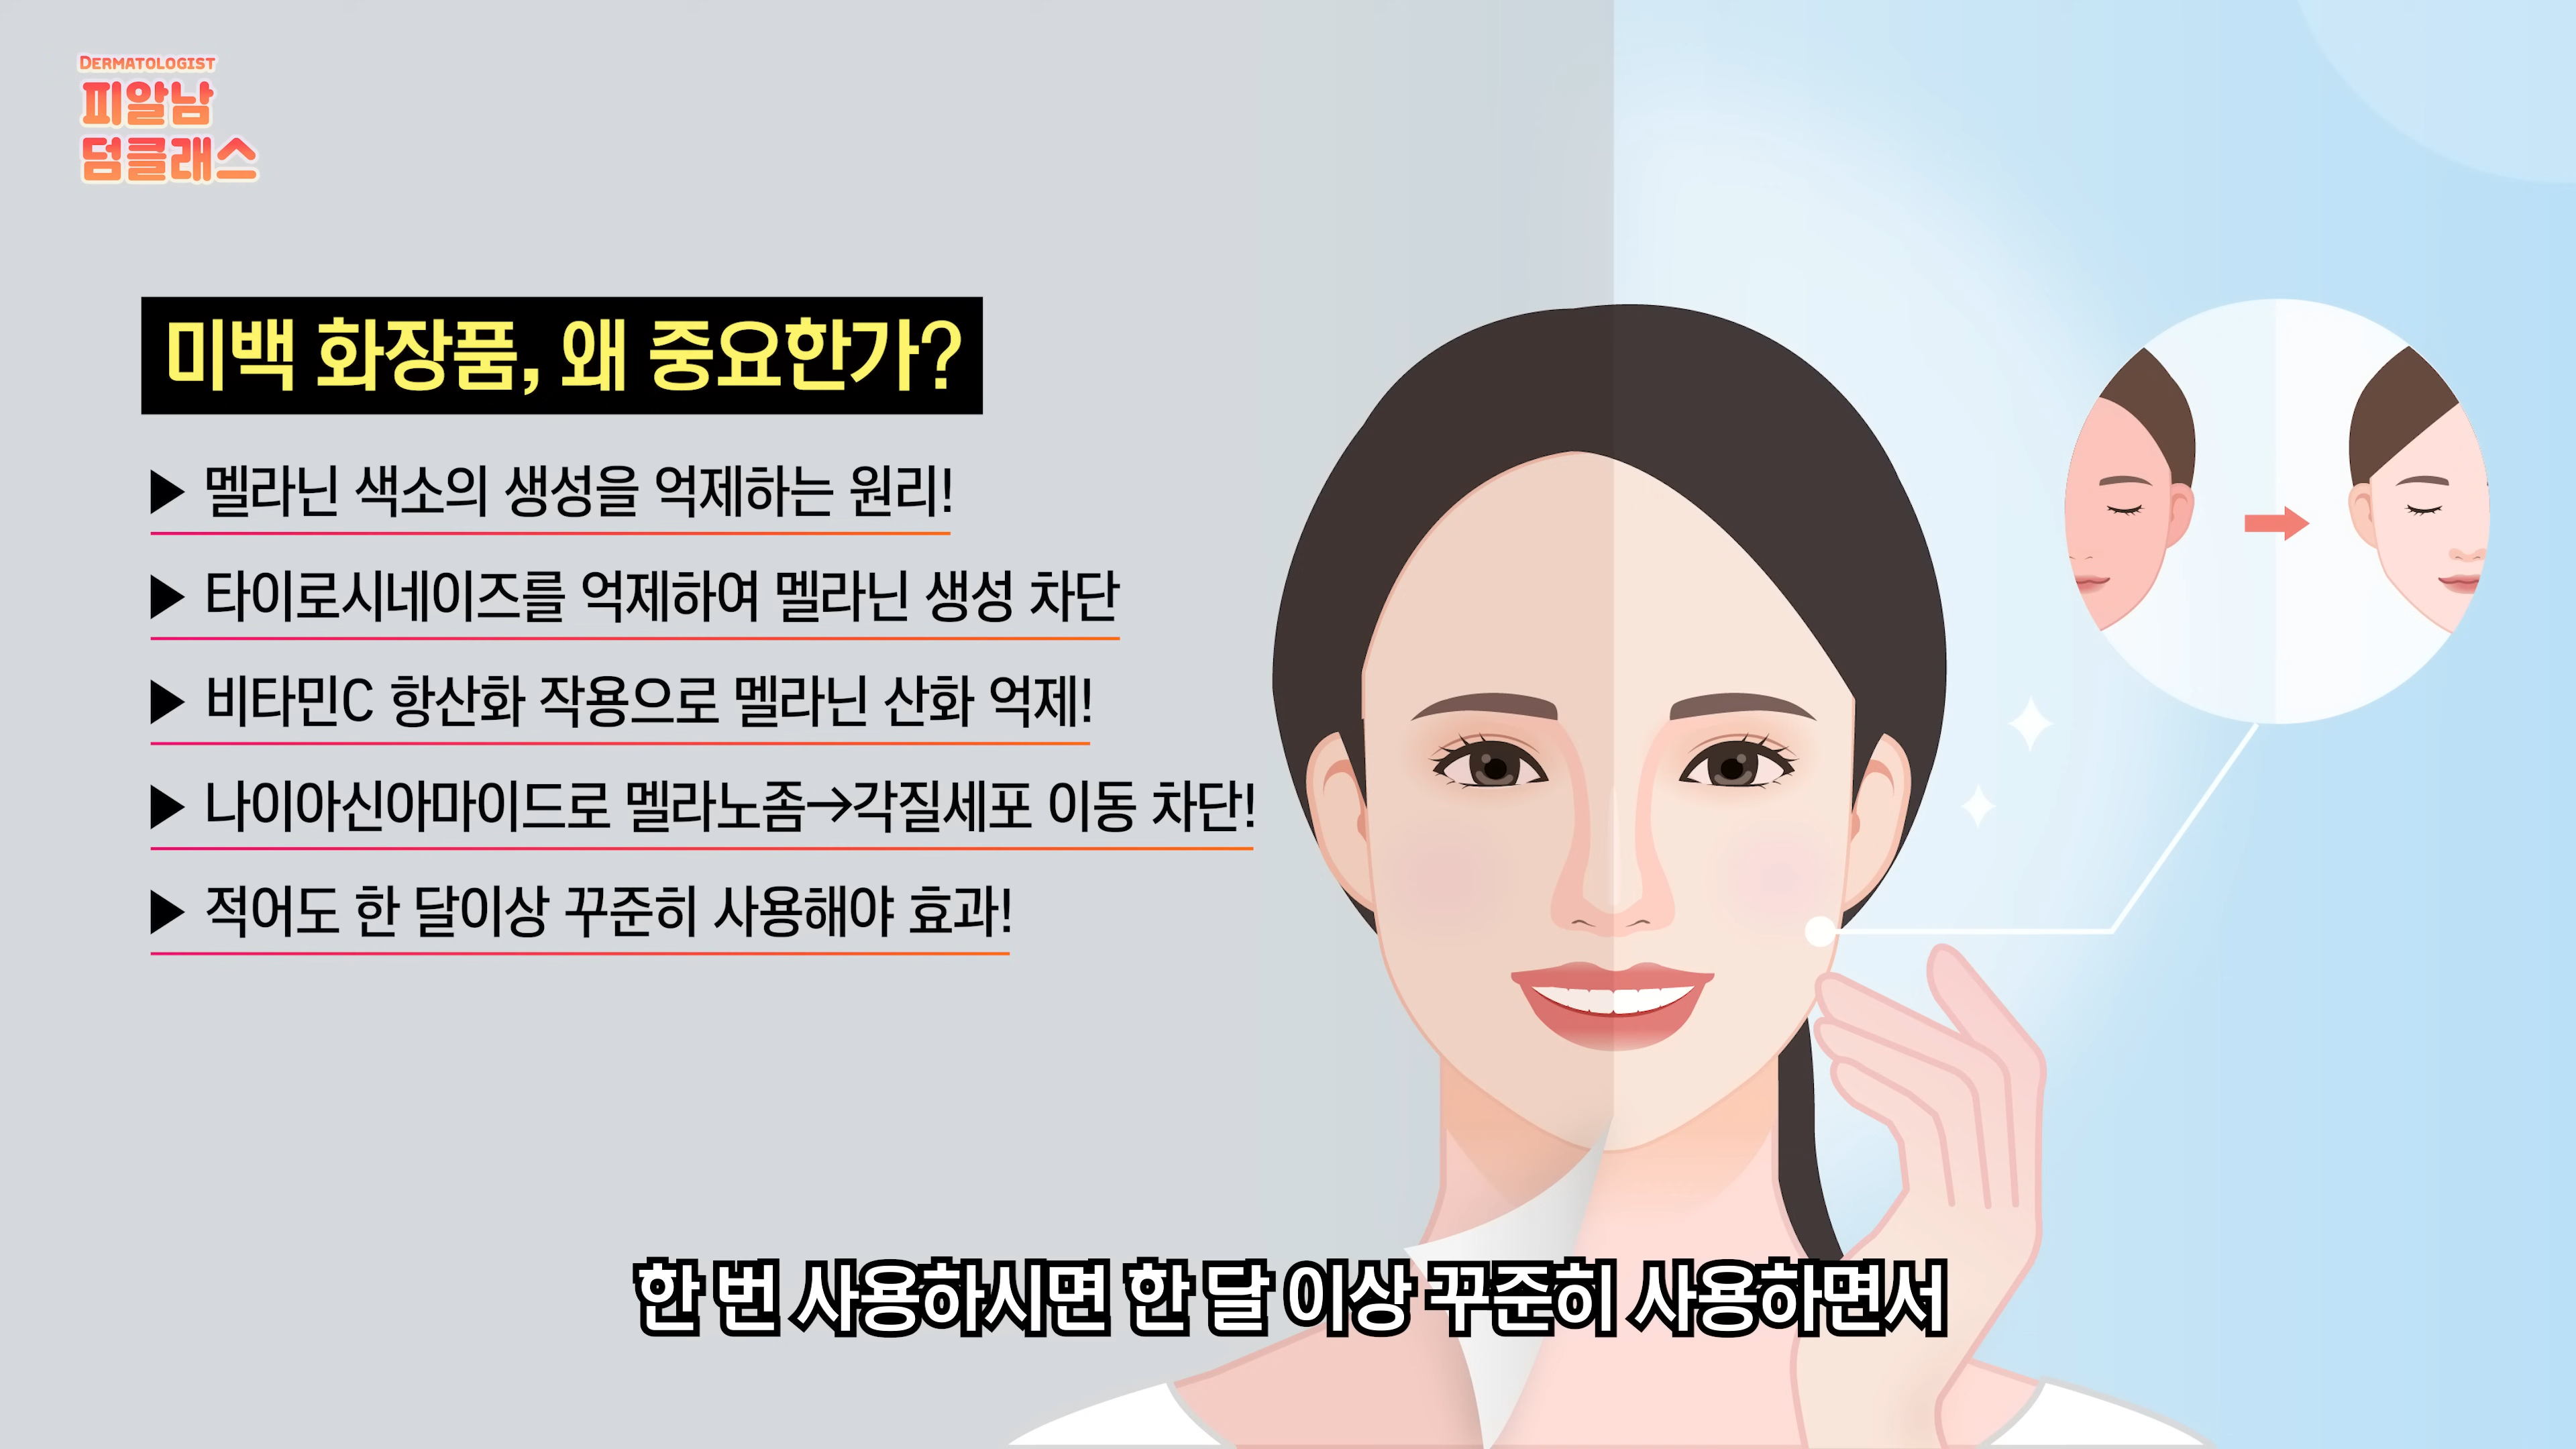 DERMATOLOGIST
피알남
덤클래스
미백 화장품, 왜 중요한가?
▶ 멜라닌 색소의 생성을 억제하는 원리!
▶ 타이로시네이즈를 억제하여 멜라닌 생성 차단
▶ 비타민C 항산화 작용으로 멜라닌 산화 억제!
▶ 나이아신아마이드로 멜라노좀→각질세포 이동 차단!
▶ 적어도 한 달이상 꾸준히 사용해야 효과!
한 번 사용하시면 한 달 이상 꾸준히 사용하면서